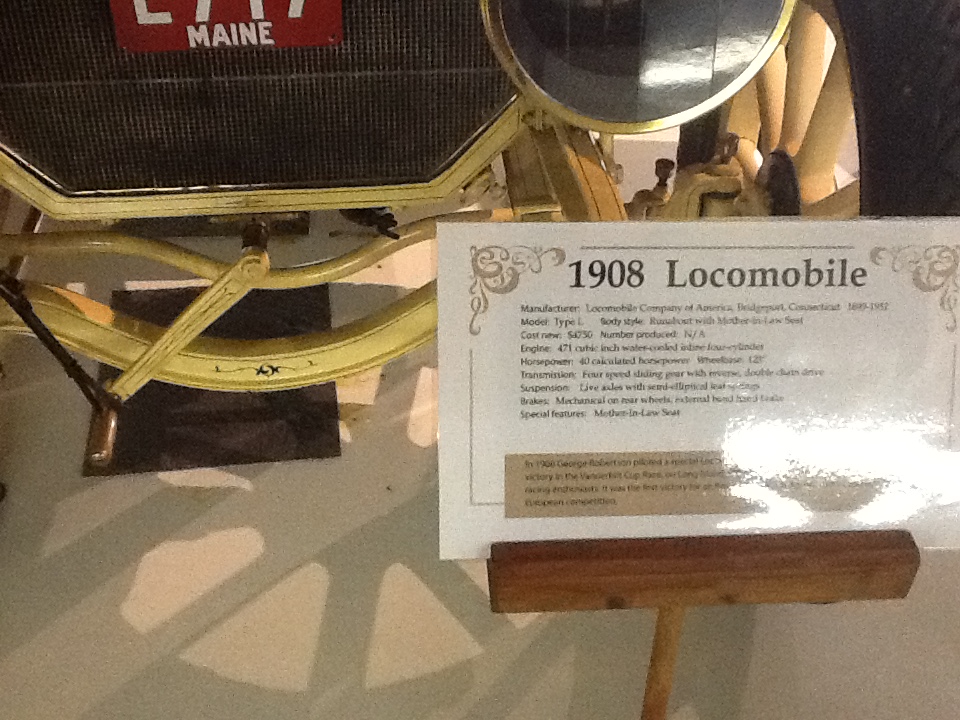 MAINE
1908 Locomobile
Manufacturer: Locomobile Company of America, Bridgeport, Connecticut 1899-1931
Model: Type L Body style: Runabout with Mother-in-Law Seat
Cost new: $4750 Number produced: N/A
Engine: 471 cubic inch water-cooled inline four-cylinder
Horsepower: 40 calculated horsepower Wheelbase: 123"
Transmission: Four speed sliding gear with reverse, double chain drive
Suspension: Live axles with semi-elliptical leaf springs
Brakes: Mechanical on rear wheels, external band hand brake
Special features: Mother-In-Law Seat
In 1908 George Robertson piloted a special
victory in the Vanderbilt Cup Race, on Long
racing enthusiasts. It was the first victory for an
European competition.